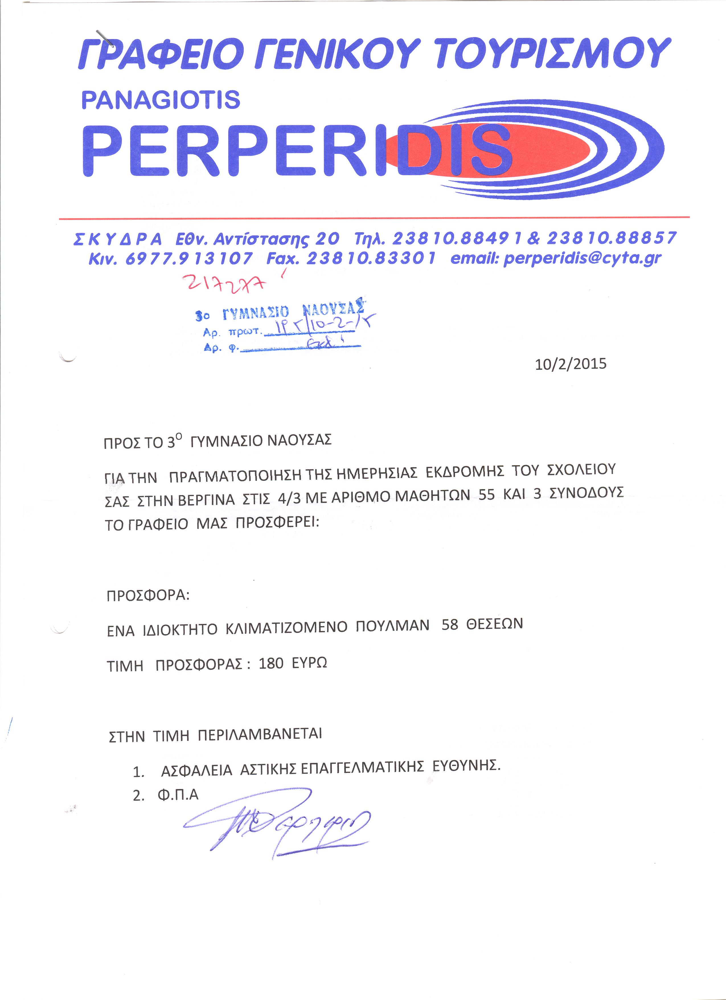 ΓΡΑΦΕΙΟ ΓΕΝΙΚΟΥ ΤΟΥΡΙΣΜΟΥ
PANAGIOTIS
PERPERIDIS
ΣΚΥΔΡΑ Εθν. Αντίστασης 20 Τηλ. 23810.88491 & 23810.88857
Κιν. 6977.913107 Fax. 23810.83301 email: perperidis@cyta.gr
217277
3ο ΓΥΜΝΑΣΙΟ ΝΑΟΥΣΑΣ
Αρ. πρωτ. 10-2-15
Αρ. φ.
10/2/2015
ΠΡΟΣ ΤΟ 3Ο ΓΥΜΝΑΣΙΟ ΝΑΟΥΣΑΣ
ΓΙΑ ΤΗΝ ΠΡΑΓΜΑΤΟΠΟΙΗΣΗ ΤΗΣ ΗΜΕΡΗΣΙΑΣ ΕΚΔΡΟΜΗΣ ΤΟΥ ΣΧΟΛΕΙΟΥ
ΣΑΣ ΣΤΗΝ ΒΕΡΓΙΝΑ ΣΤΙΣ 4/3 ΜΕ ΑΡΙΘΜΟ ΜΑΘΗΤΩΝ 55 ΚΑΙ 3 ΣΥΝΟΔΟΥΣ
ΤΟ ΓΡΑΦΕΙΟ ΜΑΣ ΠΡΟΣΦΕΡΕΙ:
ΠΡΟΣΦΟΡΑ:
ΕΝΑ ΙΔΙΟΚΤΗΤΟ ΚΛΙΜΑΤΙΖΟΜΕΝΟ ΠΟΥΛΜΑΝ 58 ΘΕΣΕΩΝ
ΤΙΜΗ ΠΡΟΣΦΟΡΑΣ : 180 ΕΥΡΩ
ΣΤΗΝ ΤΙΜΗ ΠΕΡΙΛΑΜΒΑΝΕΤΑΙ
1. ΑΣΦΑΛΕΙΑ ΑΣΤΙΚΗΣ ΕΠΑΓΓΕΛΜΑΤΙΚΗΣ ΕΥΘΥΝΗΣ.
2. Φ.Π.Α